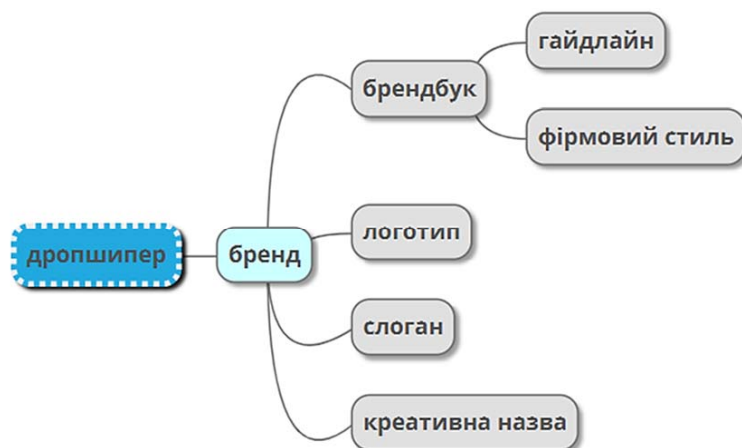 гайдлайн
брендбук
фірмовий стиль
логотип
дропшипер
бренд
слоган
креативна назва